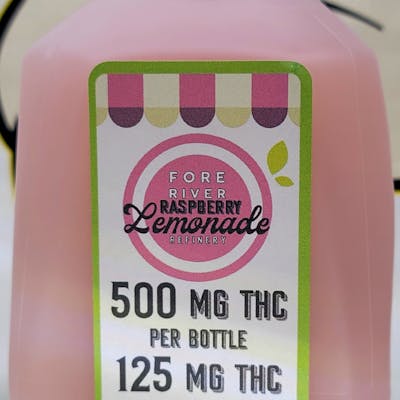 FORE
RIVER
RASPBERRY
Lemonade
REFINERY
500 MG THC
PER BOTTLE
125 MG THC